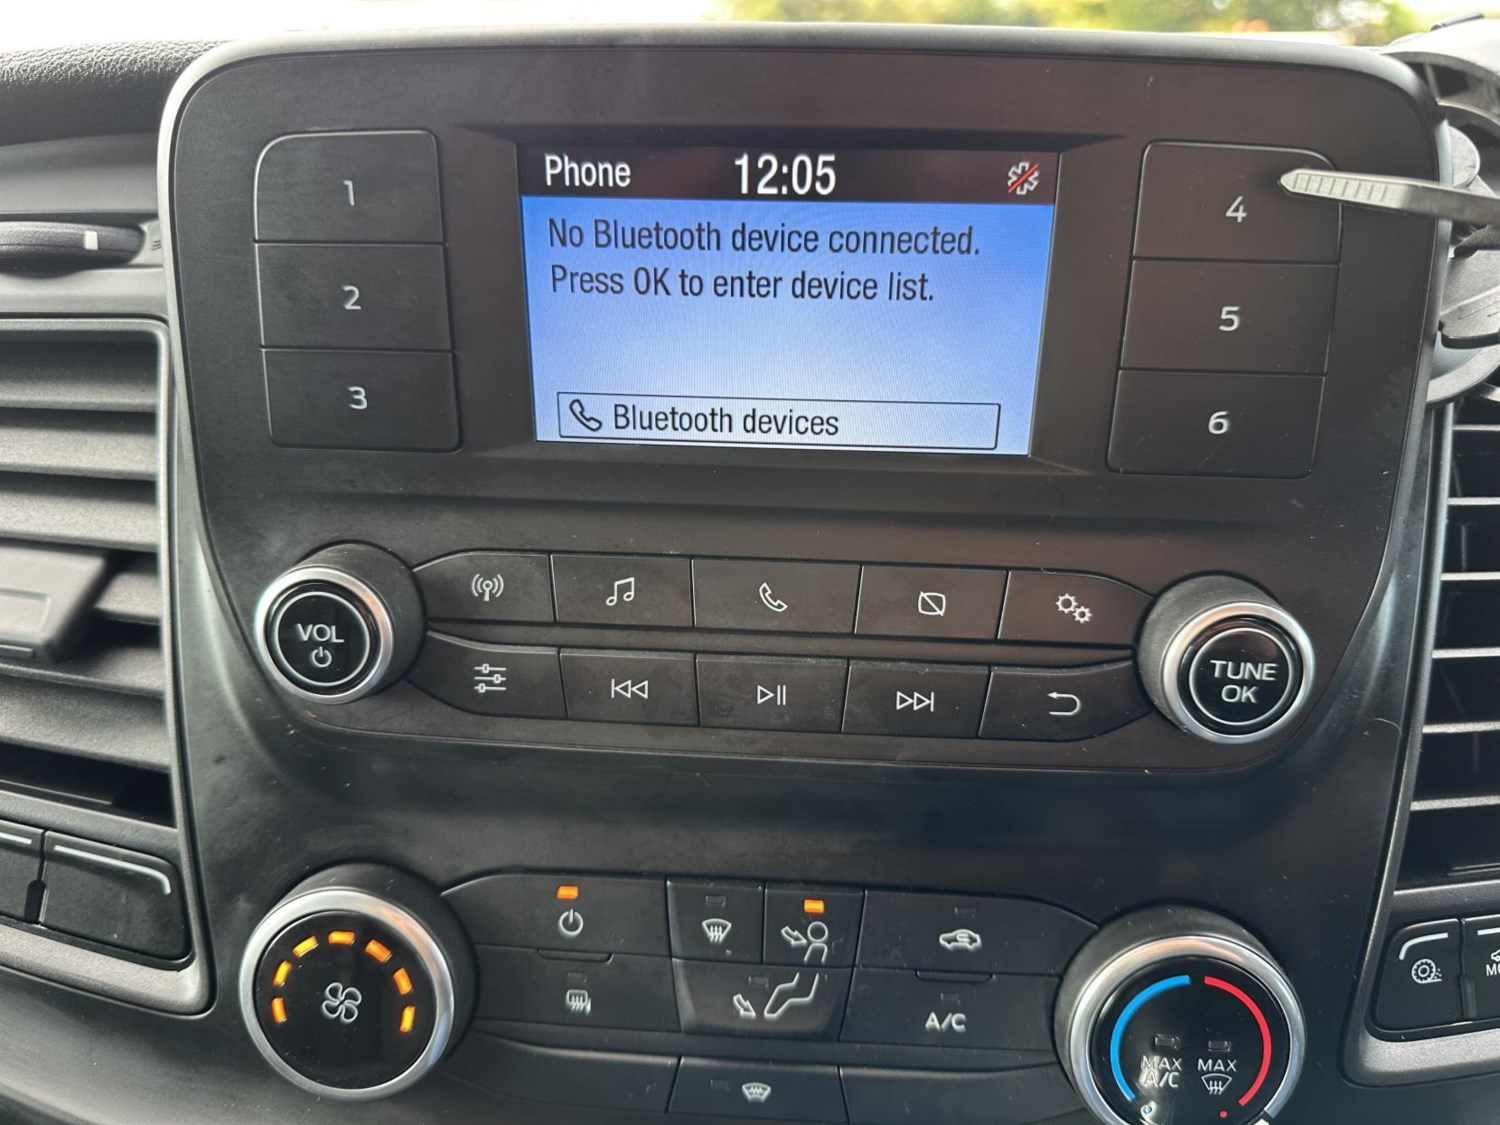 Phone 12:05
No Bluetooth device connected.
Press OK to enter device list.
Bluetooth devices
1
2
3
4
5
6
VOL
TUNE
OK
A/C
MAX
A/C
MAX